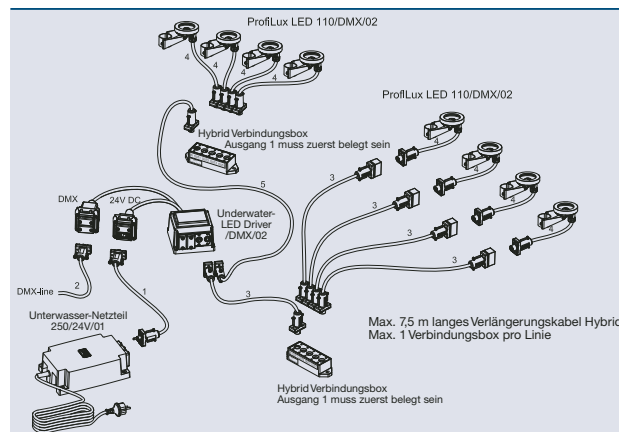 ProfiLux LED 110/DMX/02
4
4
4
4
ProfiLux LED 110/DMX/02
4
4
4
4
Hybrid Verbindungsbox
Ausgang 1 muss zuerst belegt sein
5
3
3
3
3
DMX
24V DC
Underwater-
LED Driver
/DMX/02
DMX-line
2
1
3
Unterwasser-Netzteil
250/24V/01
Max. 7,5 m langes Verlängerungskabel Hybrid
Max. 1 Verbindungsbox pro Linie
Hybrid Verbindungsbox
Ausgang 1 muss zuerst belegt sein